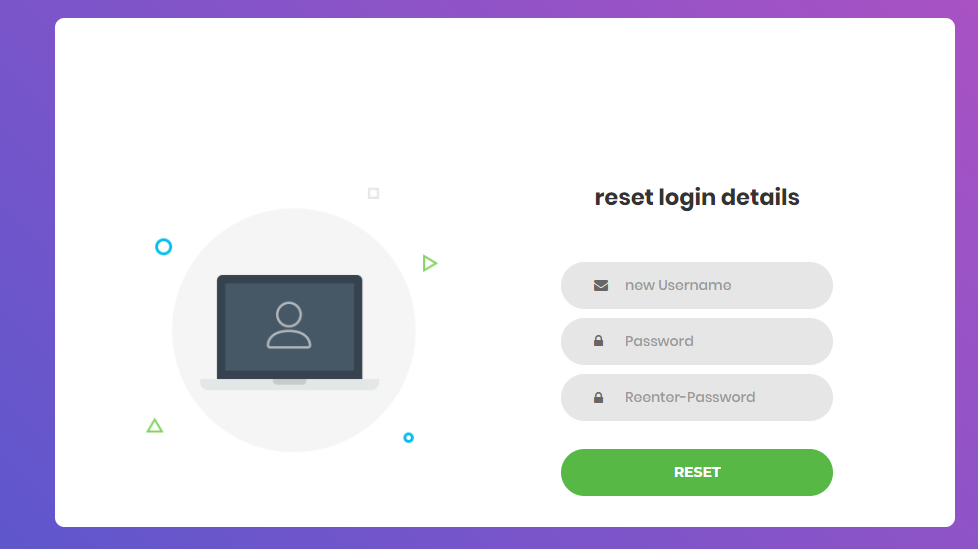 reset login details
new Username
Password
Reenter-Password
RESET